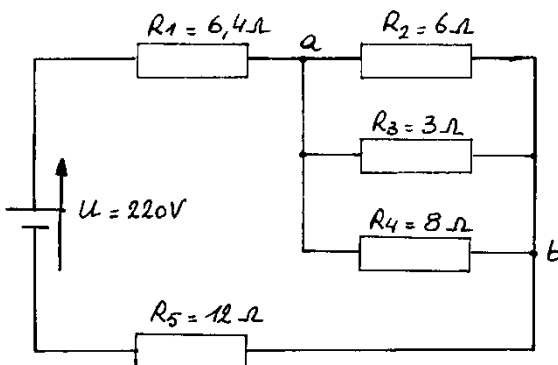 R1 = 6,4 Ω
a
R2 = 6 Ω
R3 = 3 Ω
U = 220V
R4 = 8 Ω
b
R5 = 12 Ω